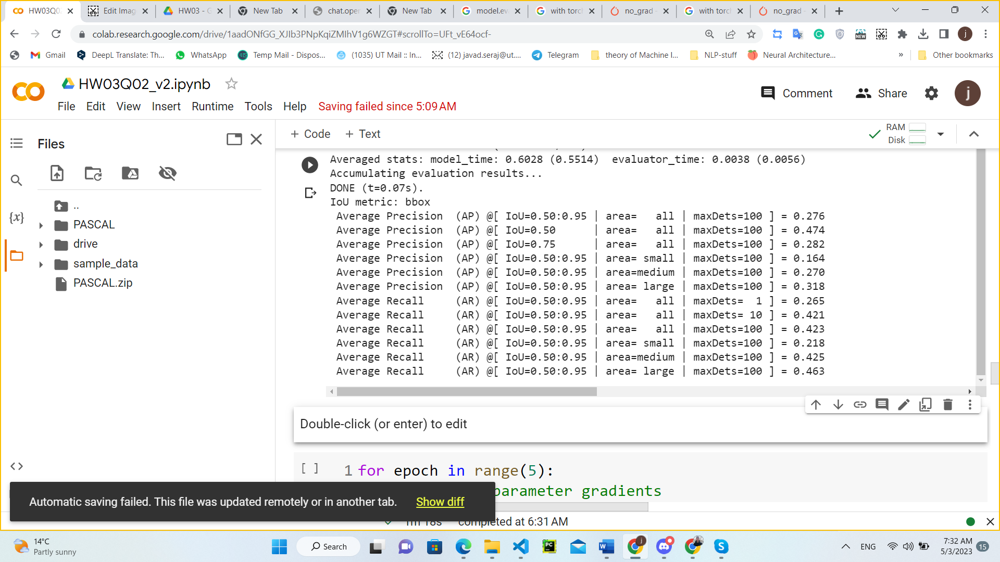 HW03Q02
Edit Imag
HW03 - G
New Tab
chat.oper
New Tab
model.eva
with torc
no_grad -
with torc
no_grad -
colab.research.google.com/drive/1aadONfGG_XJIb3PNpKqiZMIhV1g6WZGT#scrollTo=UFt_vE64ocf-
NEW
j
Gmail
DeepL Translate: Th...
WhatsApp
Temp Mail - Dispos...
(1035) UT Mail :: In...
(12) javad.seraj@ut....
Telegram
theory of Machine l...
NLP-stuff
Neural Architecture...
»
Other bookmarks
HW03Q02_v2.ipynb
Comment
Share
j
File Edit View Insert Runtime Tools Help Saving failed since 5:09 AM
Files
+ Code + Text
RAM
Disk
..
PASCAL
drive
sample_data
PASCAL.zip
{x}
Averaged stats: model_time: 0.6028 (0.5514)  evaluator_time: 0.0038 (0.0056)
Accumulating evaluation results...
DONE (t=0.07s).
IoU metric: bbox
Average Precision  (AP) @[ IoU=0.50:0.95 | area=   all | maxDets=100 ] = 0.276
Average Precision  (AP) @[ IoU=0.50      | area=   all | maxDets=100 ] = 0.474
Average Precision  (AP) @[ IoU=0.75      | area=   all | maxDets=100 ] = 0.282
Average Precision  (AP) @[ IoU=0.50:0.95 | area= small | maxDets=100 ] = 0.164
Average Precision  (AP) @[ IoU=0.50:0.95 | area=medium | maxDets=100 ] = 0.270
Average Precision  (AP) @[ IoU=0.50:0.95 | area= large | maxDets=100 ] = 0.318
Average Recall     (AR) @[ IoU=0.50:0.95 | area=   all | maxDets=  1 ] = 0.265
Average Recall     (AR) @[ IoU=0.50:0.95 | area=   all | maxDets= 10 ] = 0.421
Average Recall     (AR) @[ IoU=0.50:0.95 | area=   all | maxDets=100 ] = 0.423
Average Recall     (AR) @[ IoU=0.50:0.95 | area= small | maxDets=100 ] = 0.218
Average Recall     (AR) @[ IoU=0.50:0.95 | area=medium | maxDets=100 ] = 0.425
Average Recall     (AR) @[ IoU=0.50:0.95 | area= large | maxDets=100 ] = 0.463
Double-click (or enter) to edit
[ ] 1 for epoch in range(5):
parameter gradients
Automatic saving failed. This file was updated remotely or in another tab. Show diff
1m 18s completed at 6:31 AM
14°C
Partly sunny
Search
PC
W
j
S
ENG
7:32 AM
5/3/2023
15